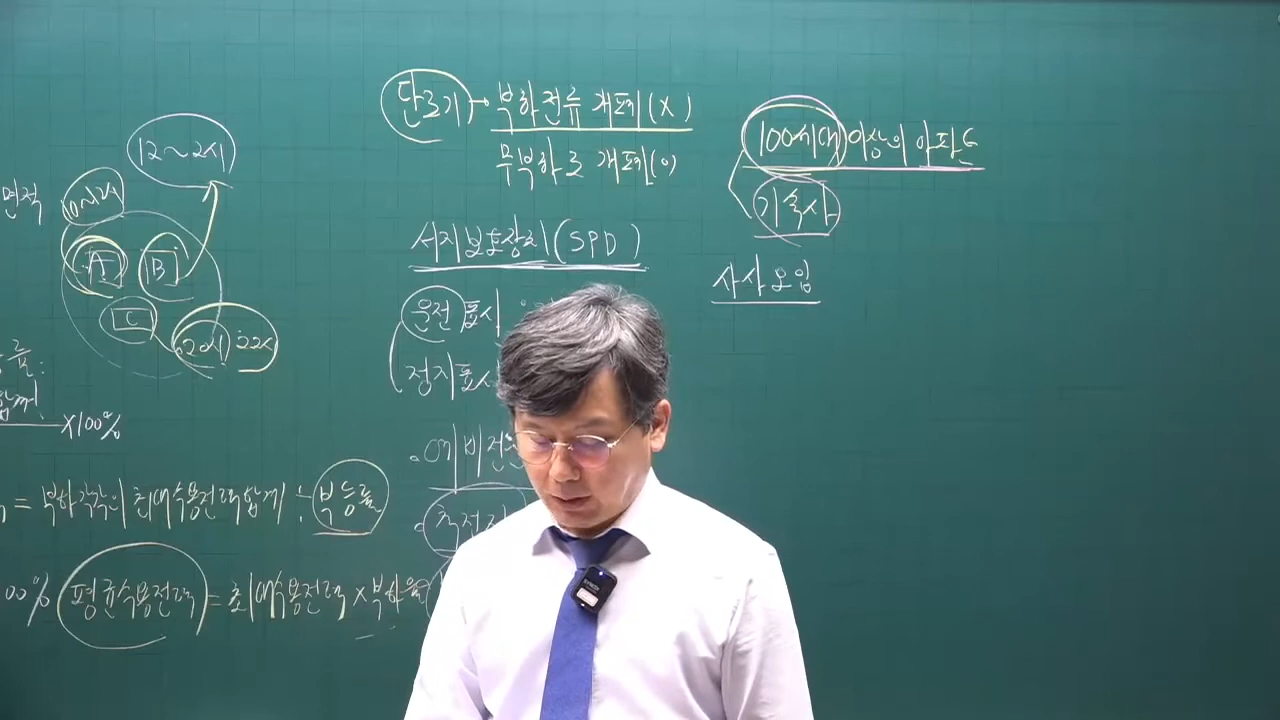 면적
10시
12~2시
A
B
C
20시
22시
합계
×100%
= 부하 각각의 최대수용전력합계 ÷ 부등률
00%
평균수용전력 = 최대수용전력 × 부하율
단로기 → 부하전류 개폐(X)
무부하로 개폐(O)
서지보호장치(SPD)
운전표시
정지표시
·예비전
·축전
100세대 이상의 아파트
기숙사
사사오입